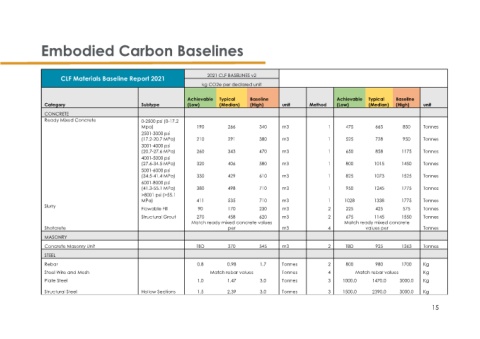 Embodied Carbon Baselines
CLF Materials Baseline Report 2021
2021 CLF BASELINES v2
kg CO2e per declared unit
Category Subtype Achievable (Low) Typical (Median) Baseline (High) unit Method Achievable (Low) Typical (Median) Baseline (High) unit
CONCRETE
Ready Mixed Concrete 0-2500 psi (0-17.2 Mpa) 190 266 340 m3 1 475 665 850 Tonnes
2501-3000 psi (17.2-20.7 MPa) 210 291 380 m3 1 525 728 950 Tonnes
3001-4000 psi (20.7-27.6 MPa) 260 343 470 m3 1 650 858 1175 Tonnes
4001-5000 psi (27.6-34.5 MPa) 320 406 580 m3 1 800 1015 1450 Tonnes
5001-6000 psi (34.5-41.4 MPa) 330 429 610 m3 1 825 1073 1525 Tonnes
6001-8000 psi (41.3-55.1 MPa) 380 498 710 m3 1 950 1245 1775 Tonnes
>8001 psi (>55.1 MPa) 411 535 710 m3 1 1028 1338 1775 Tonnes
Slurry
Flowable Fill 90 170 230 m3 2 225 425 575 Tonnes
Structural Grout 270 458 620 m3 2 675 1145 1550 Tonnes
Shotcrete Match ready mixed concrete values per m3 4 Match ready mixed concrete values per Tonnes
MASONRY
Concrete Masonry Unit TBD 370 545 m3 2 TBD 925 1363 Tonnes
STEEL
Rebar 0.8 0.98 1.7 Tonnes 2 800 980 1700 Kg
Steel Wire and Mesh Match rebar values Tonnes 4 Match rebar values Kg
Plate Steel 1.0 1.47 3.0 Tonnes 3 1000.0 1470.0 3000.0 Kg
Structural Steel Hollow Sections 1.5 2.39 3.0 Tonnes 3 1500.0 2390.0 3000.0 Kg
15